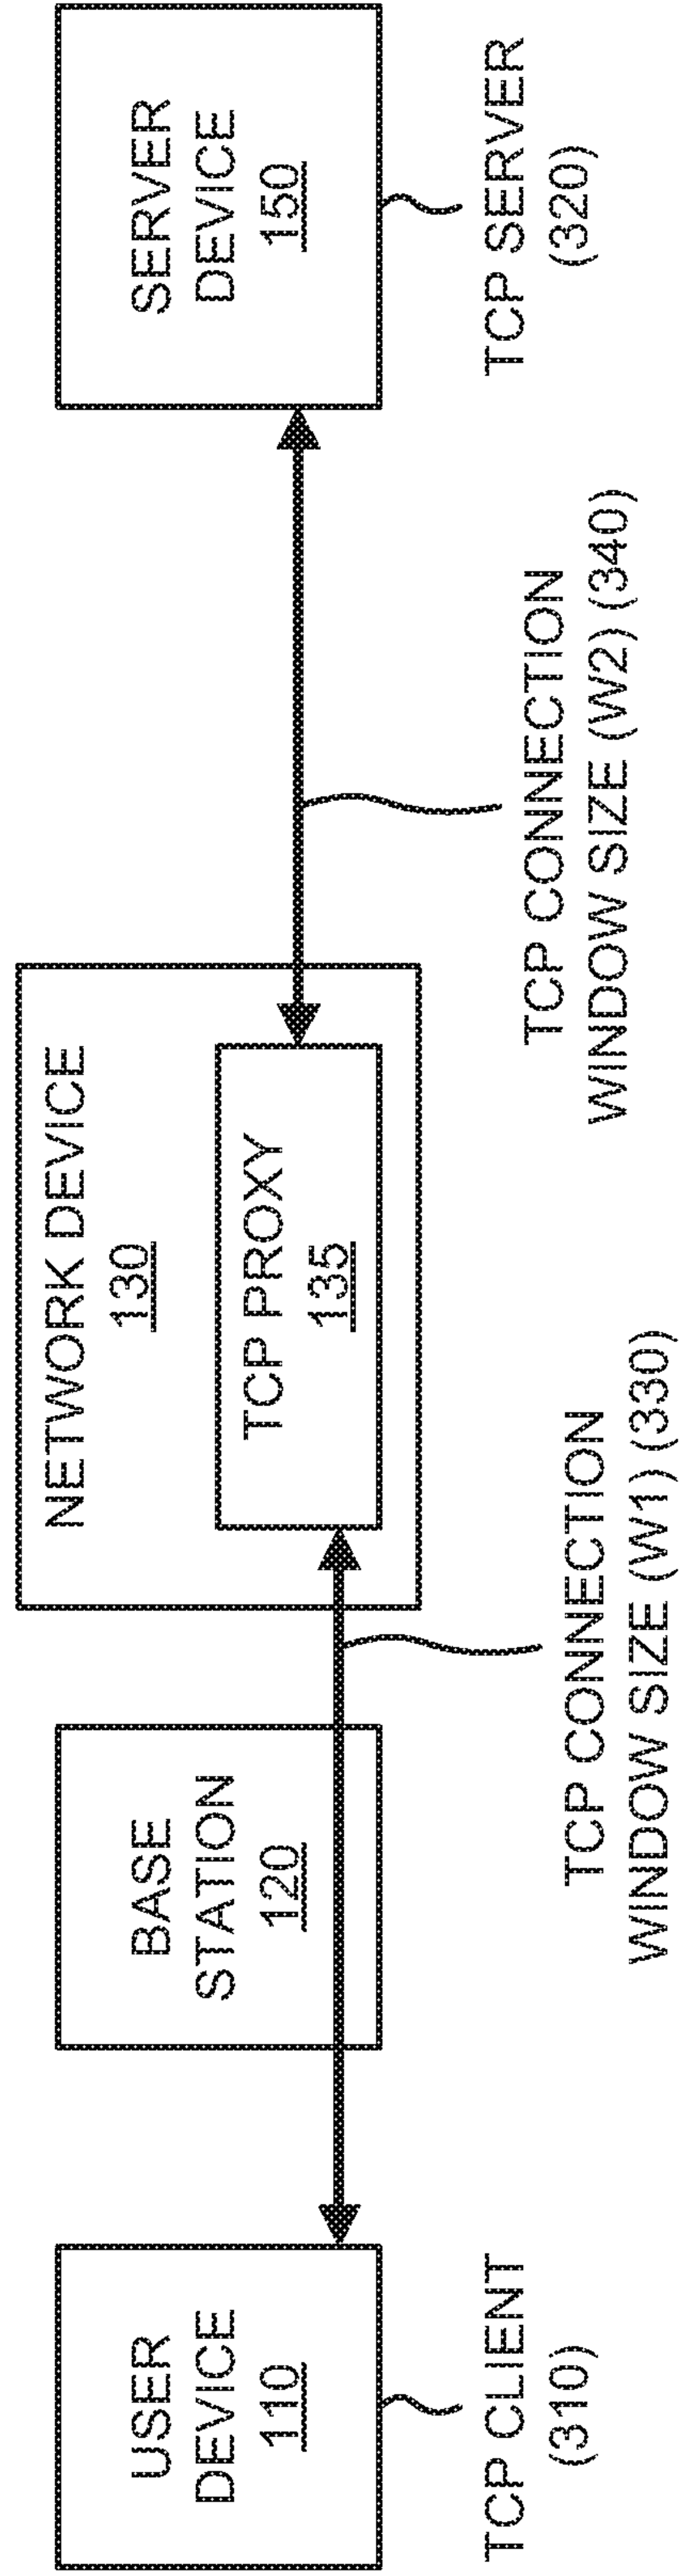 USER
DEVICE
110
TCP CLIENT
(310)
BASE
STATION
120
TCP CONNECTION
WINDOW SIZE (W1) (330)
NETWORK DEVICE
130
TCP PROXY
135
TCP CONNECTION
WINDOW SIZE (W2) (340)
SERVER
DEVICE
150
TCP SERVER
(320)